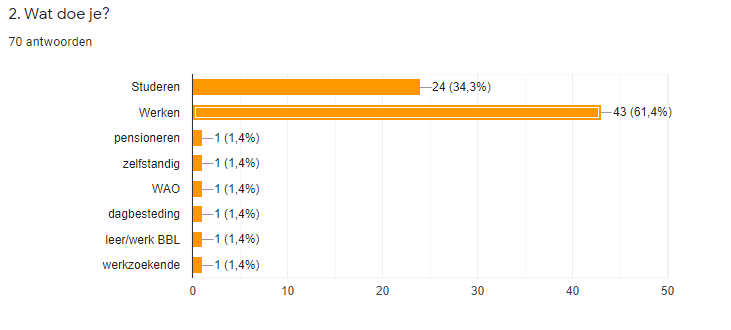 2. Wat doe je?
70 antwoorden
Studeren 24 (34,3%)
Werken 43 (61,4%)
pensioneren 1 (1,4%)
zelfstandig 1 (1,4%)
WAO 1 (1,4%)
dagbesteding 1 (1,4%)
leer/werk BBL 1 (1,4%)
werkzoekende 1 (1,4%)
0 10 20 30 40 50